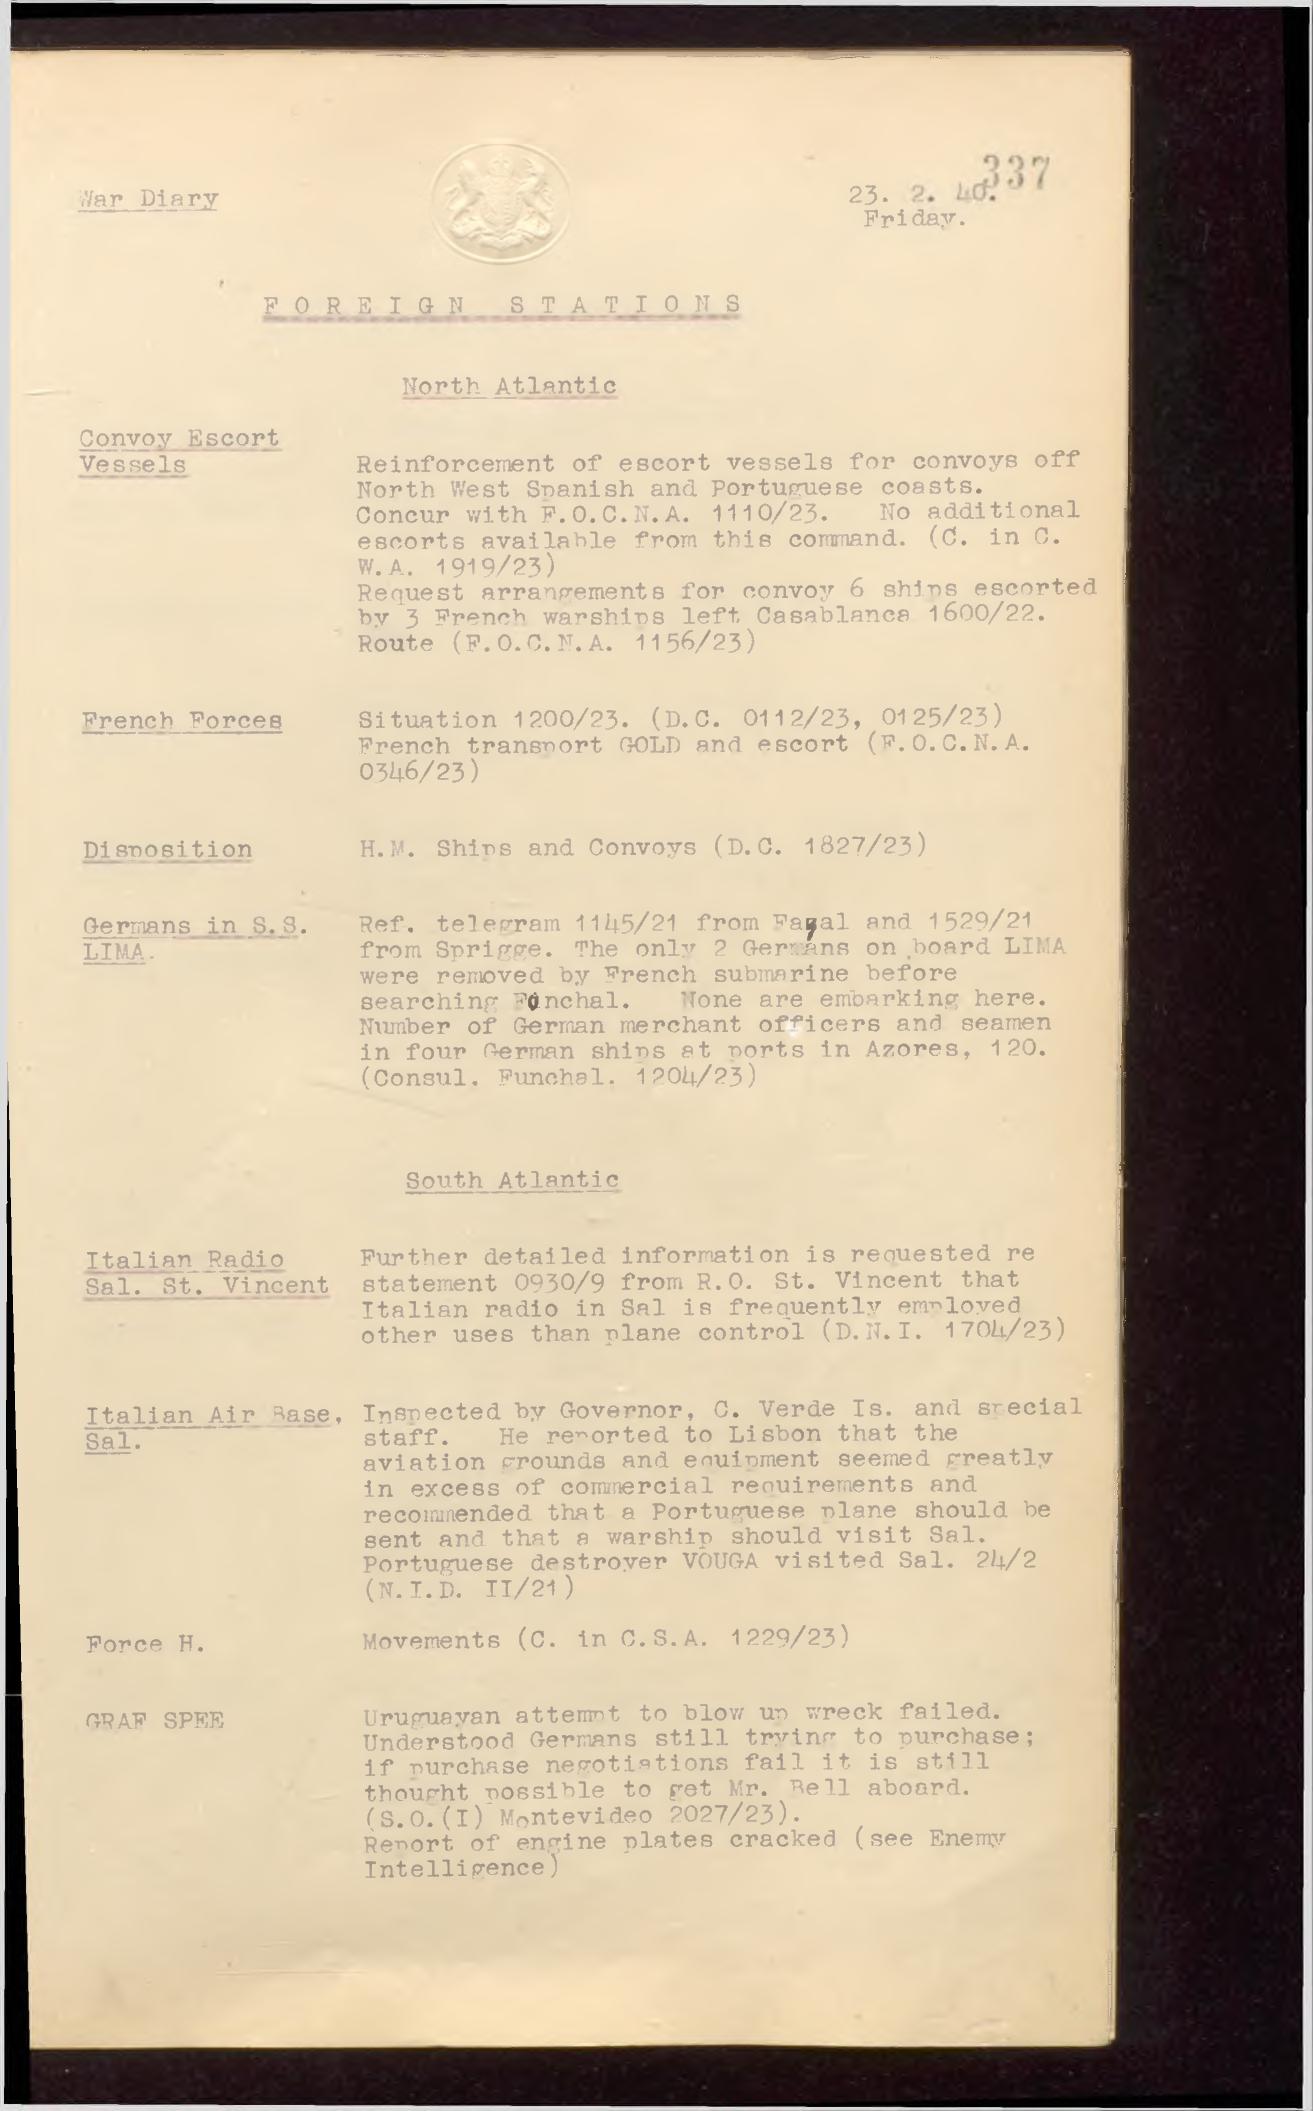 337
War Diary
23. 2. 40.
Friday.
FOREIGN STATIONS
North Atlantic
Convoy Escort
Vessels
Reinforcement of escort vessels for convoys off
North West Spanish and Portuguese coasts.
Concur with F.O.C.N.A. 1110/23. No additional
escorts available from this command. (C. in C.
W.A. 1919/23)
Request arrangements for convoy 6 ships escorted
by 3 French warships left Casablanca 1600/22.
Route (F.O.C.N.A. 1156/23)
French Forces
Situation 1200/23. (D.C. 0112/23, 0125/23)
French transport GOLD and escort (F.O.C.N.A.
0346/23)
Disposition
H.M. Ships and Convoys (D.C. 1827/23)
Germans in S.S.
LIMA.
Ref. telegram 1145/21 from Fayal and 1529/21
from Sprigge. The only 2 Germans on board LIMA
were removed by French submarine before
searching Funchal. None are embarking here.
Number of German merchant officers and seamen
in four German ships at ports in Azores, 120.
(Consul. Funchal. 1204/23)
South Atlantic
Italian Radio
Sal. St. Vincent
Further detailed information is requested re
statement 0930/9 from R.O. St. Vincent that
Italian radio in Sal is frequently employed
other uses than plane control (D.N.I. 1704/23)
Italian Air Base,
Sal.
Inspected by Governor, C. Verde Is. and special
staff. He reported to Lisbon that the
aviation grounds and equipment seemed greatly
in excess of commercial requirements and
recommended that a Portuguese plane should be
sent and that a warship should visit Sal.
Portuguese destroyer VOUGA visited Sal. 24/2
(N.I.D. II/21)
Force H.
Movements (C. in C.S.A. 1229/23)
GRAF SPEE
Uruguayan attempt to blow up wreck failed.
Understood Germans still trying to purchase;
if purchase negotiations fail it is still
thought possible to get Mr. Bell aboard.
(S.O.(I) Montevideo 2027/23).
Report of engine plates cracked (see Enemy
Intelligence)